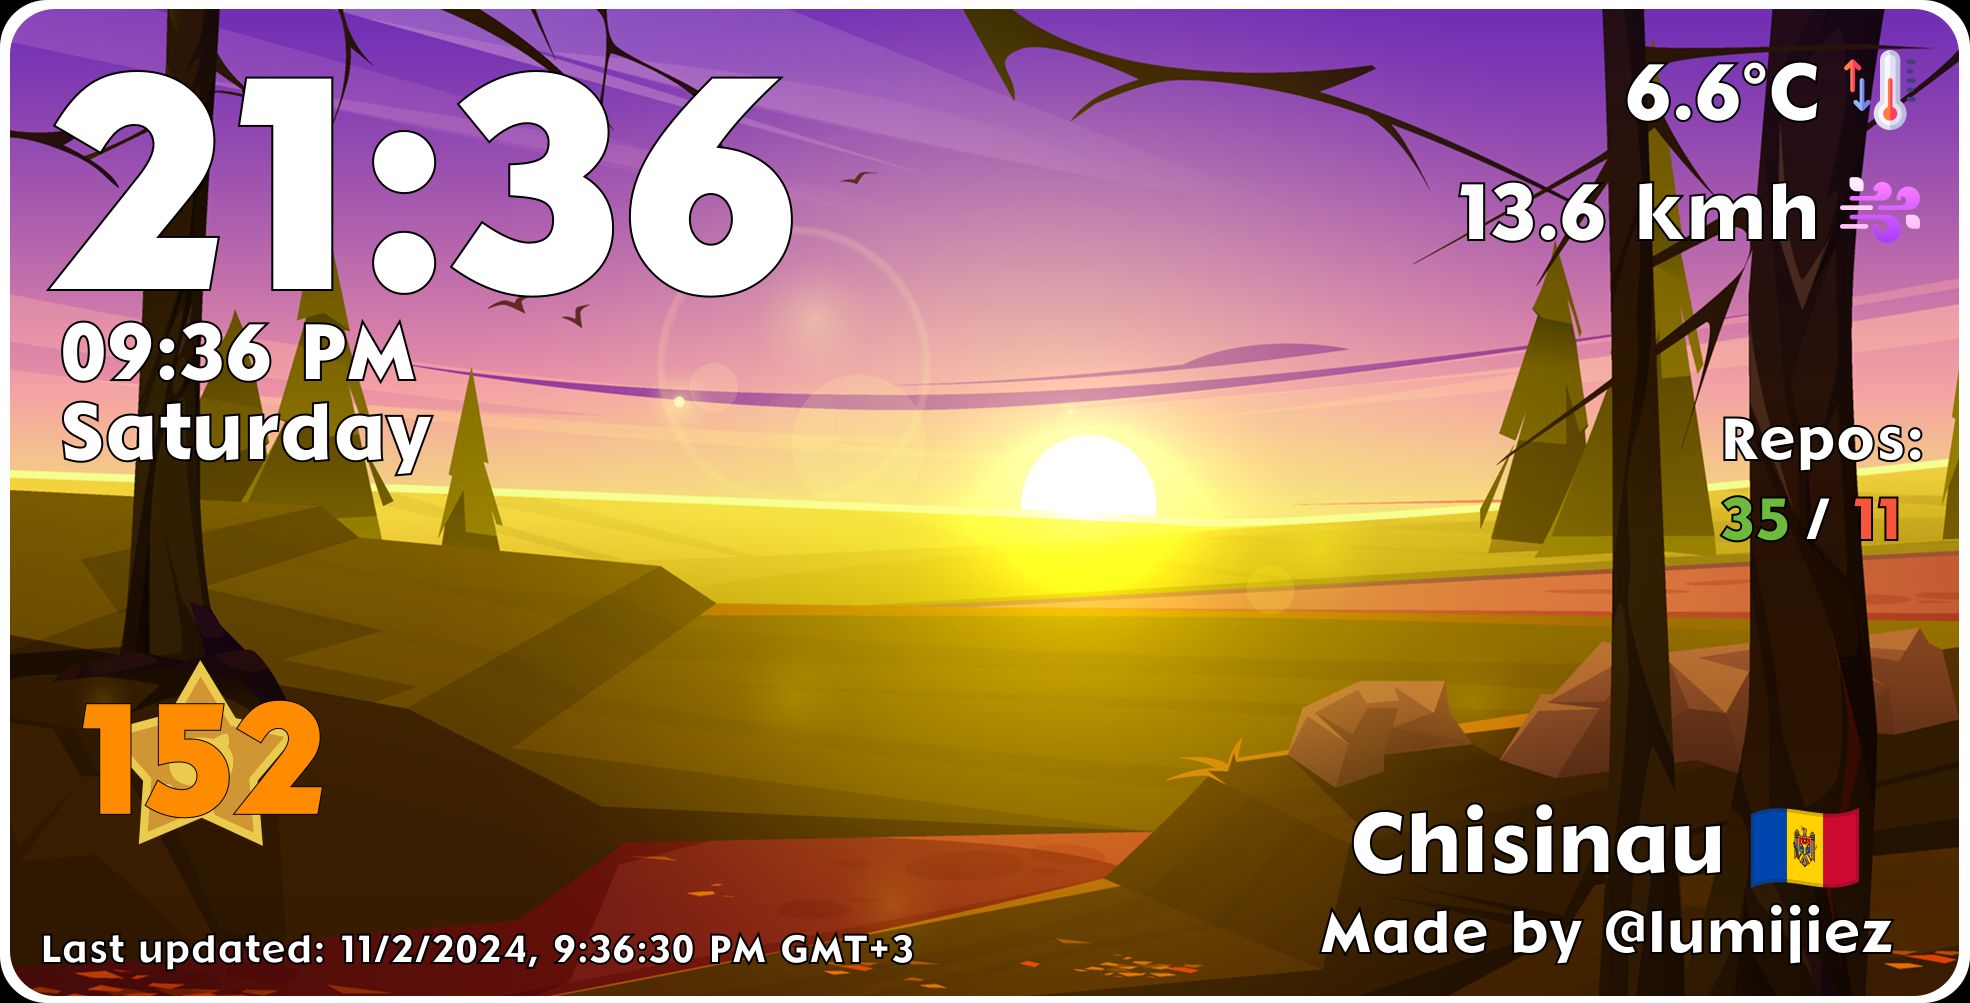 21:36
09:36 PM
Saturday
6.6°C
13.6 kmh
Repos:
35 / 11
152
Chisinau
Made by @lumijiez
Last updated: 11/2/2024, 9:36:30 PM GMT+3